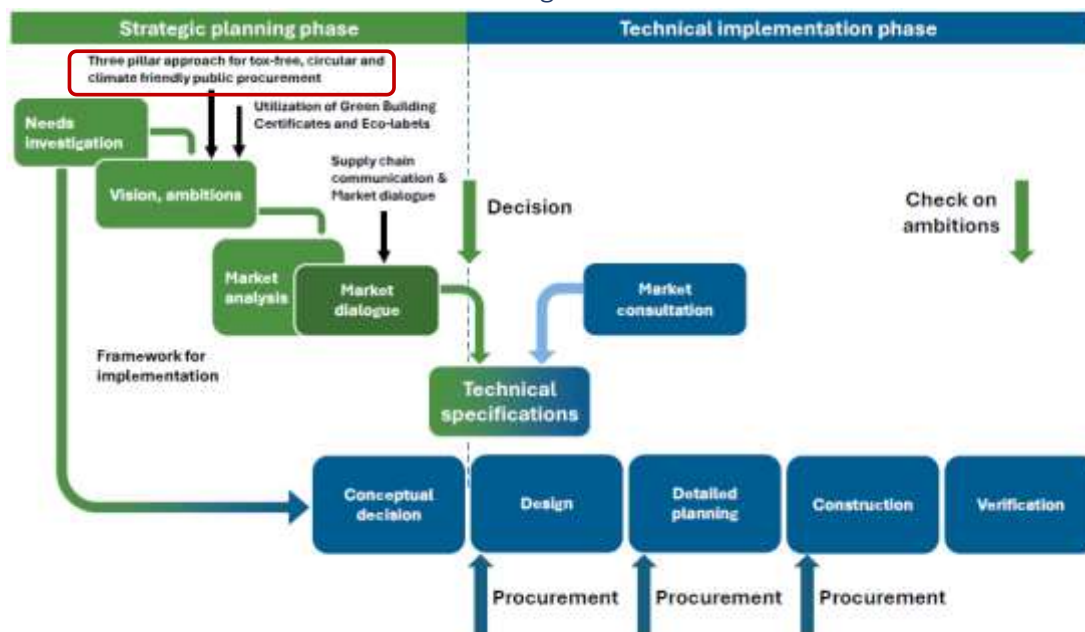 Strategic planning phase
Technical implementation phase
Three pillar approach for tox-free, circular and
climate friendly public procurement
Utilization of Green Building
Certificates and Eco-labels
Needs
investigation
Supply chain
communication &
Market dialogue
Vision, ambitions
Decision
Check on
ambitions
Market
analysis
Market
dialogue
Market
consultation
Framework for
implementation
Technical
specifications
Conceptual
decision
Design
Detailed
planning
Construction
Verification
Procurement
Procurement
Procurement